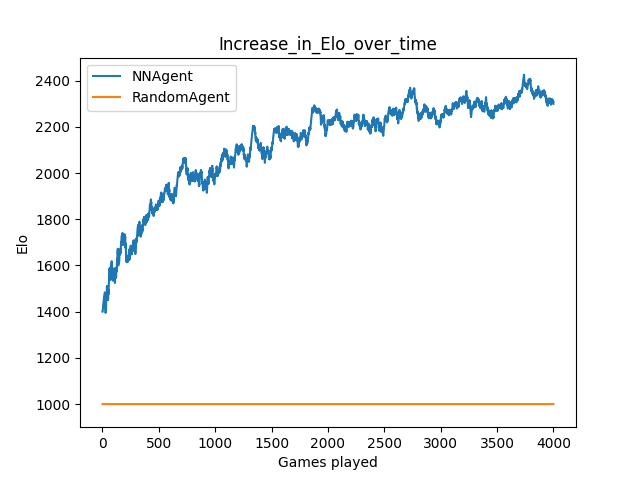 Increase_in_Elo_over_time
NNAgent
RandomAgent
2400
2200
2000
1800
1600
1400
1200
1000
Elo
0 500 1000 1500 2000 2500 3000 3500 4000
Games played